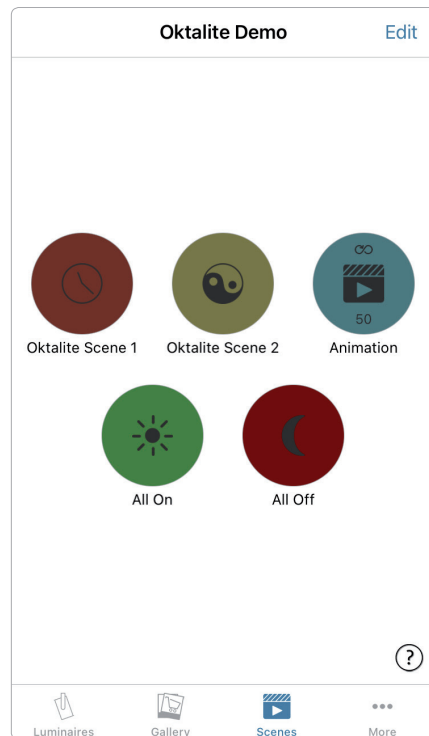 Oktalite Demo Edit
50
Oktalite Scene 1 Oktalite Scene 2 Animation
All On All Off
?
Luminaires Gallery Scenes More